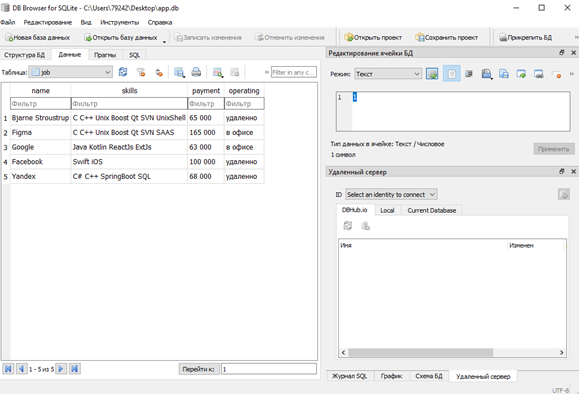 DB Browser for SQLite - C:\Users\79242\Desktop\app.db
Файл Редактирование Вид Инструменты Справка
Новая база данных Открыть базу данных Записать изменения Отменить изменения Открыть проект Сохранить проект Прикрепить БД »
Структура БД Данные Прагмы SQL
Таблица: job » Filter in any c...
name skills payment operating
Фильтр Фильтр Фильтр Фильтр
1 Bjarne Stroustrup C C++ Unix Boost Qt SVN UnixShell 65 000 удаленно
2 Figma C C++ Unix Boost Qt SVN SAAS 165 000 в офисе
3 Google Java Kotlin ReactJs ExtJs 63 000 в офисе
4 Facebook Swift iOS 100 000 удаленно
5 Yandex C# C++ SpringBoot SQL 68 000 удаленно
1 - 5 из 5 Перейти к: 1
Редактирование ячейки БД
Режим: Текст »
1 1
Тип данных в ячейке: Текст / Числовое
1 символ
Применить
Удаленный сервер
ID Select an identity to connect
DBHub.io Local Current Database
Имя Изменен
Журнал SQL График Схема БД Удаленный сервер
UTF-8